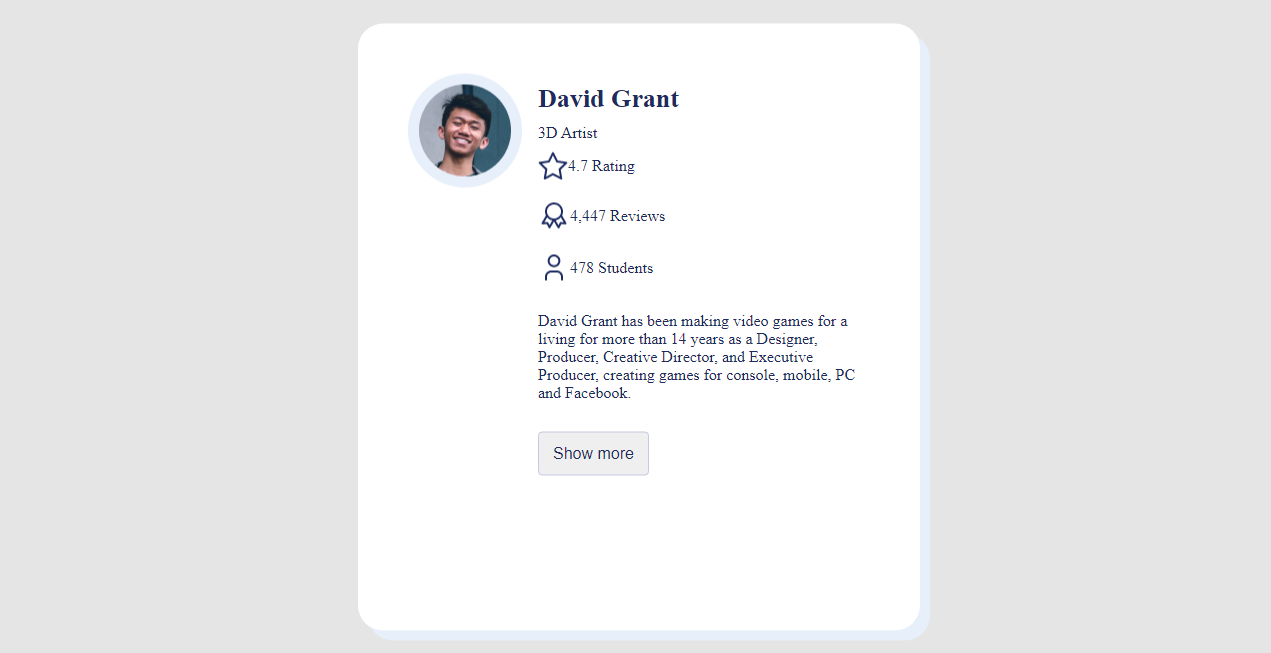 David Grant
3D Artist
4.7 Rating
4,447 Reviews
478 Students
David Grant has been making video games for a
living for more than 14 years as a Designer,
Producer, Creative Director, and Executive
Producer, creating games for console, mobile, PC
and Facebook.
Show more